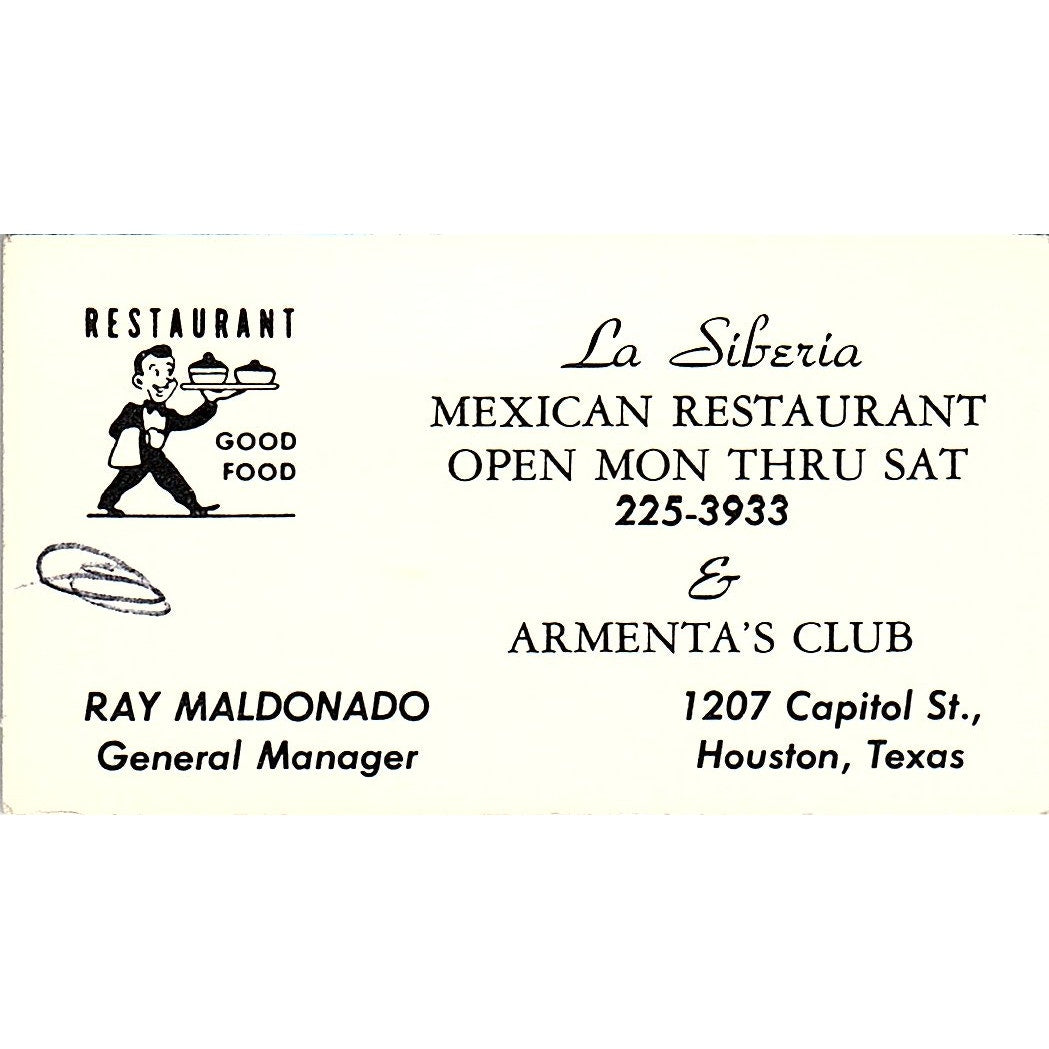 RESTAURANT
GOOD
FOOD
La Siberia
MEXICAN RESTAURANT
OPEN MON THRU SAT
225-3933
&
ARMENTA'S CLUB
RAY MALDONADO
General Manager
1207 Capitol St.,
Houston, Texas